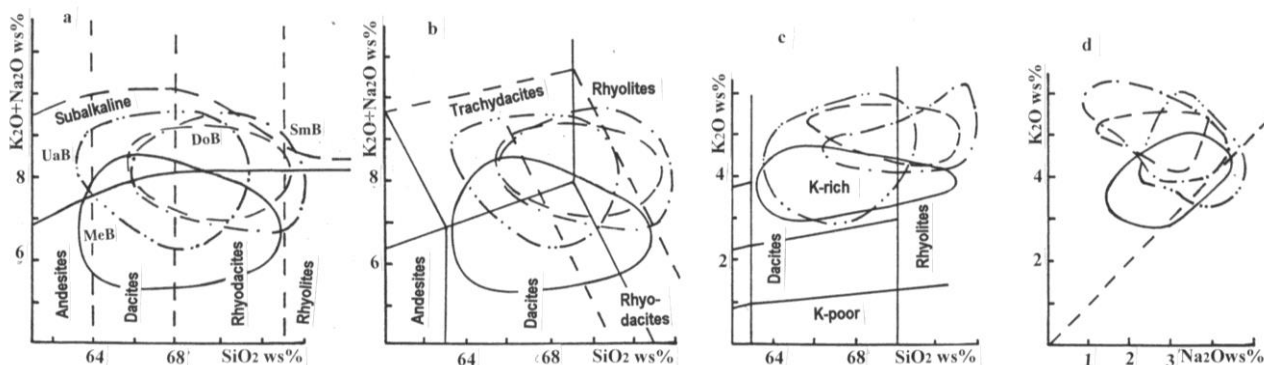 a
K2O+Na2O ws%
8
6
Subalkaline
UaB
DoB
SmB
MeB
Andesites
Dacites
Rhyodacites
Rhyolites
64
68
SiO2 ws%
b
K2O+Na2O ws%
8
6
Trachydacites
Rhyolites
Andesites
Dacites
Rhyo-
dacites
64
68
SiO2 ws%
c
K2O ws%
6
4
2
K-rich
Dacites
Rhyolites
K-poor
64
68
SiO2 ws%
d
K2O ws%
6
4
2
1
2
3
Na2Ows%